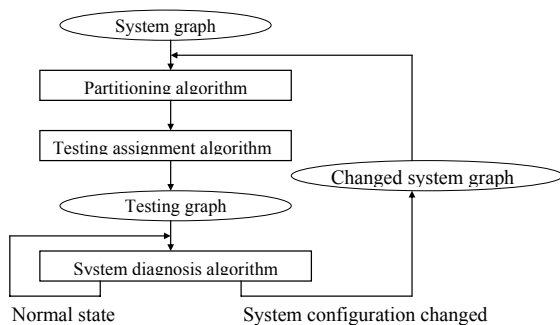 System graph
Partitioning algorithm
Testing assignment algorithm
Changed system graph
Testing graph
System diagnosis algorithm
Normal state
System configuration changed